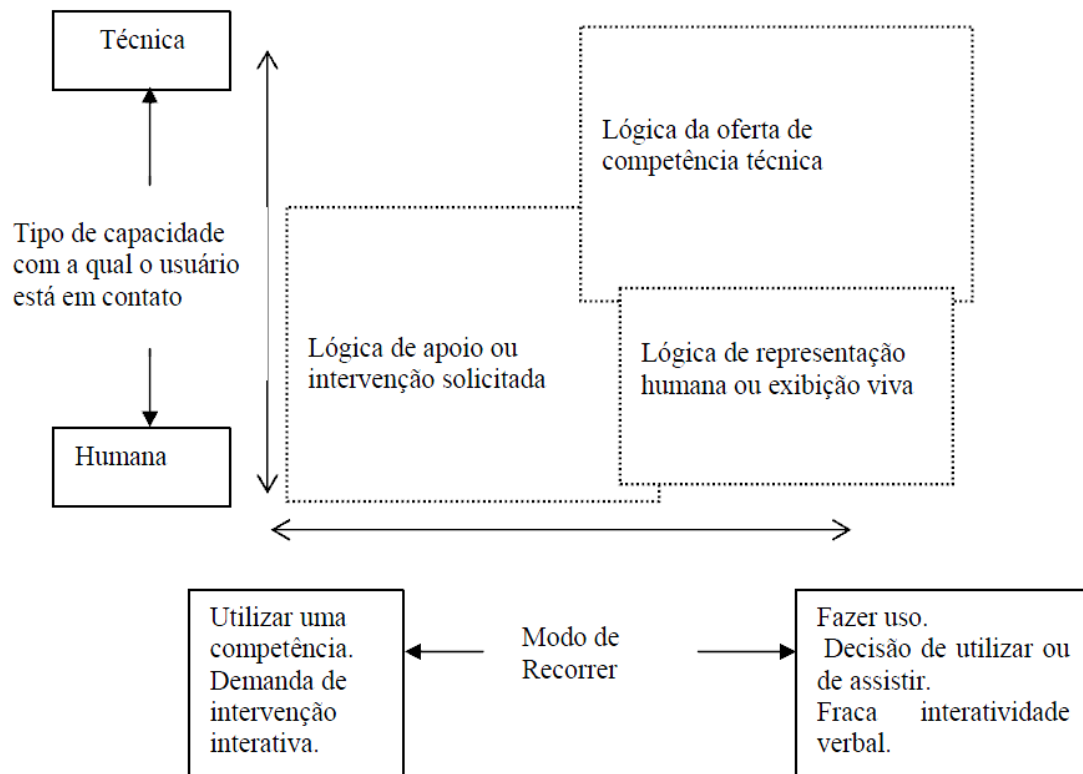 Técnica
Lógica da oferta de
competência técnica
Tipo de capacidade
com a qual o usuário
está em contato
Lógica de apoio ou
intervenção solicitada
Lógica de representação
humana ou exibição viva
Humana
Utilizar uma
competência.
Demanda de
intervenção
interativa.
Modo de
Recorrer
Fazer uso.
Decisão de utilizar ou
de assistir.
Fraca interatividade
verbal.